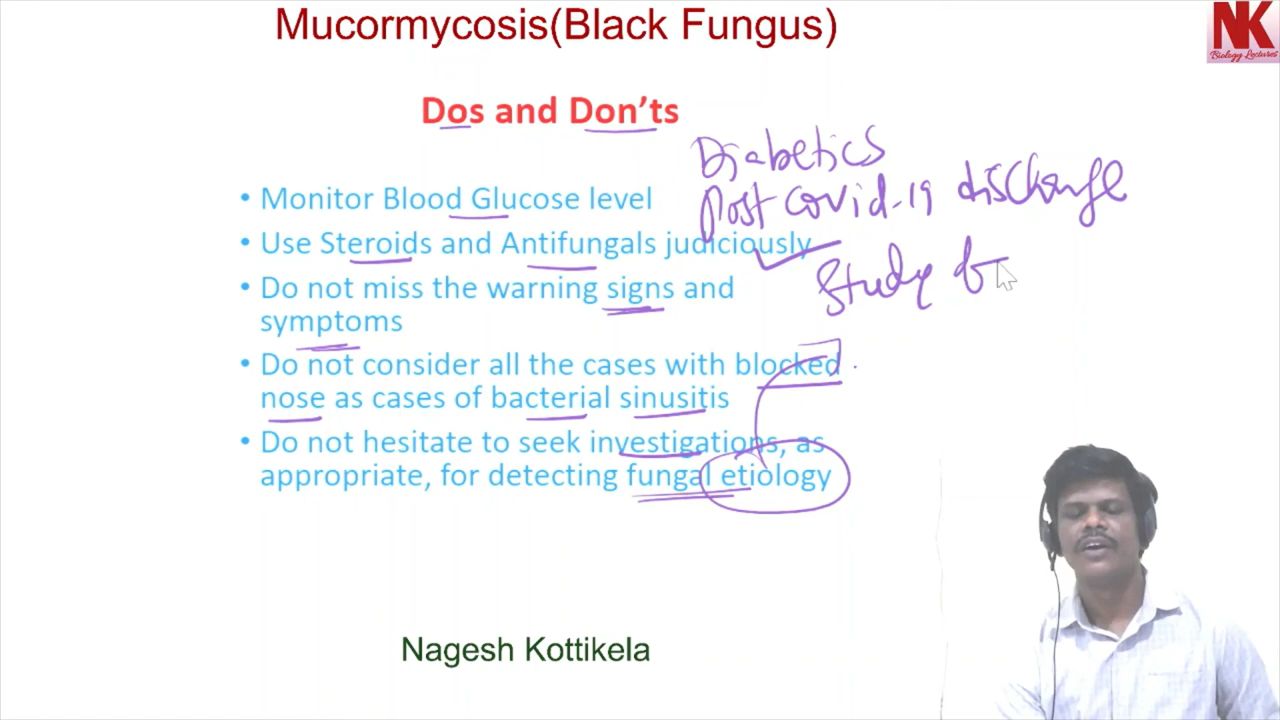 Mucormycosis(Black Fungus)
NK
Biology Lectures
Dos and Don'ts
Diabetics
Post Covid-19 discharge
• Monitor Blood Glucose level
• Use Steroids and Antifungals judiciously
Study
• Do not miss the warning signs and
symptoms
• Do not consider all the cases with blocked
nose as cases of bacterial sinusitis
• Do not hesitate to seek investigations, as
appropriate, for detecting fungal etiology
Nagesh Kottikela